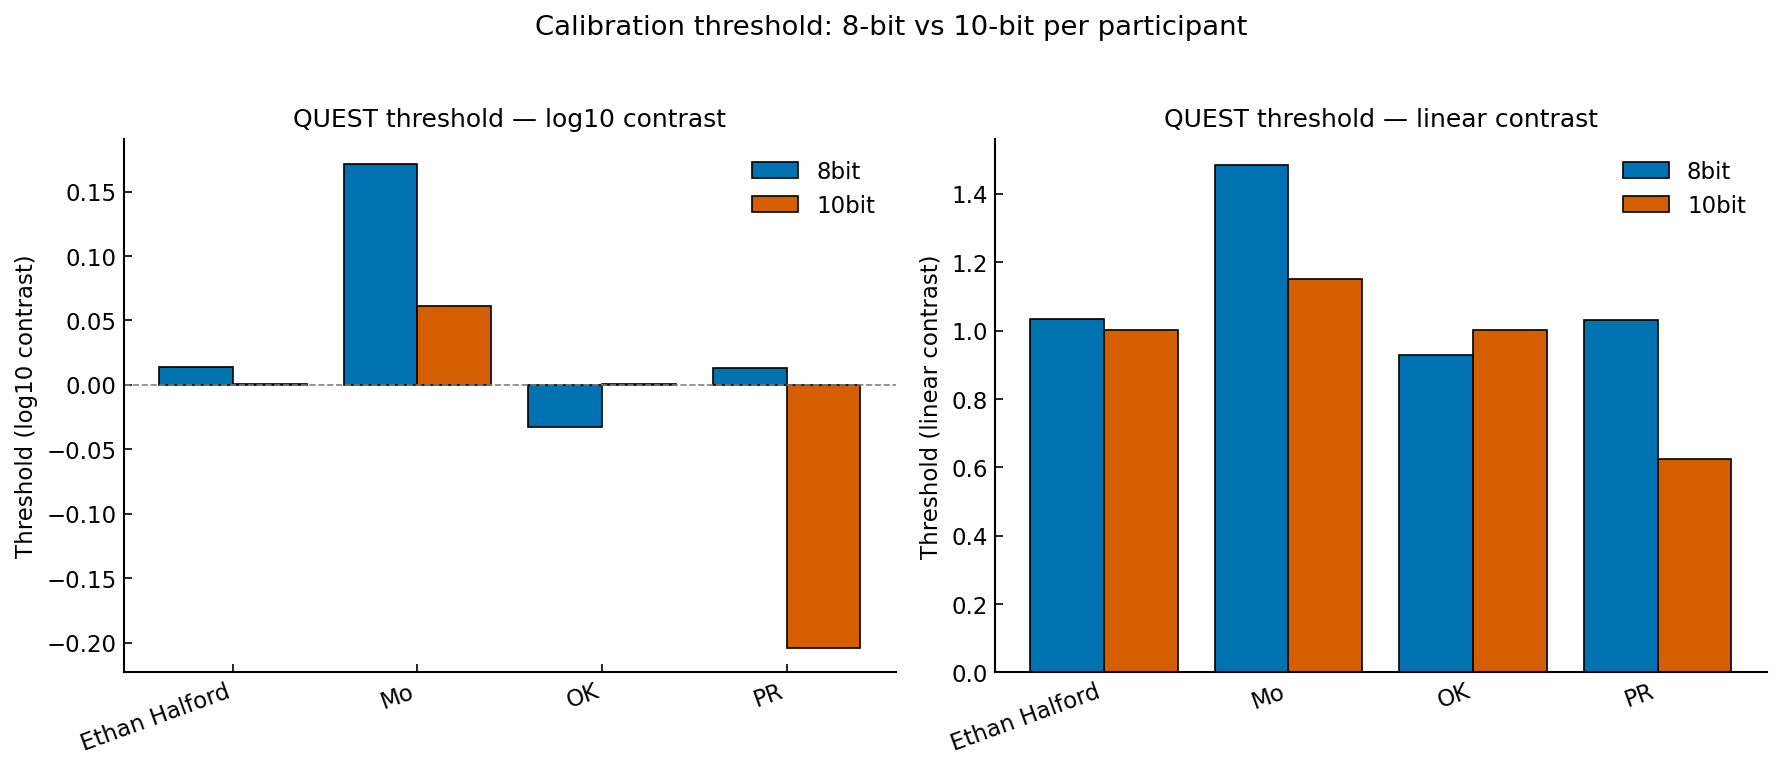 Calibration threshold: 8-bit vs 10-bit per participant
QUEST threshold — log10 contrast
Threshold (log10 contrast)
0.15
0.10
0.05
0.00
−0.05
−0.10
−0.15
−0.20
8bit
10bit
Ethan Halford
Mo
OK
PR
QUEST threshold — linear contrast
Threshold (linear contrast)
1.4
1.2
1.0
0.8
0.6
0.4
0.2
0.0
8bit
10bit
Ethan Halford
Mo
OK
PR